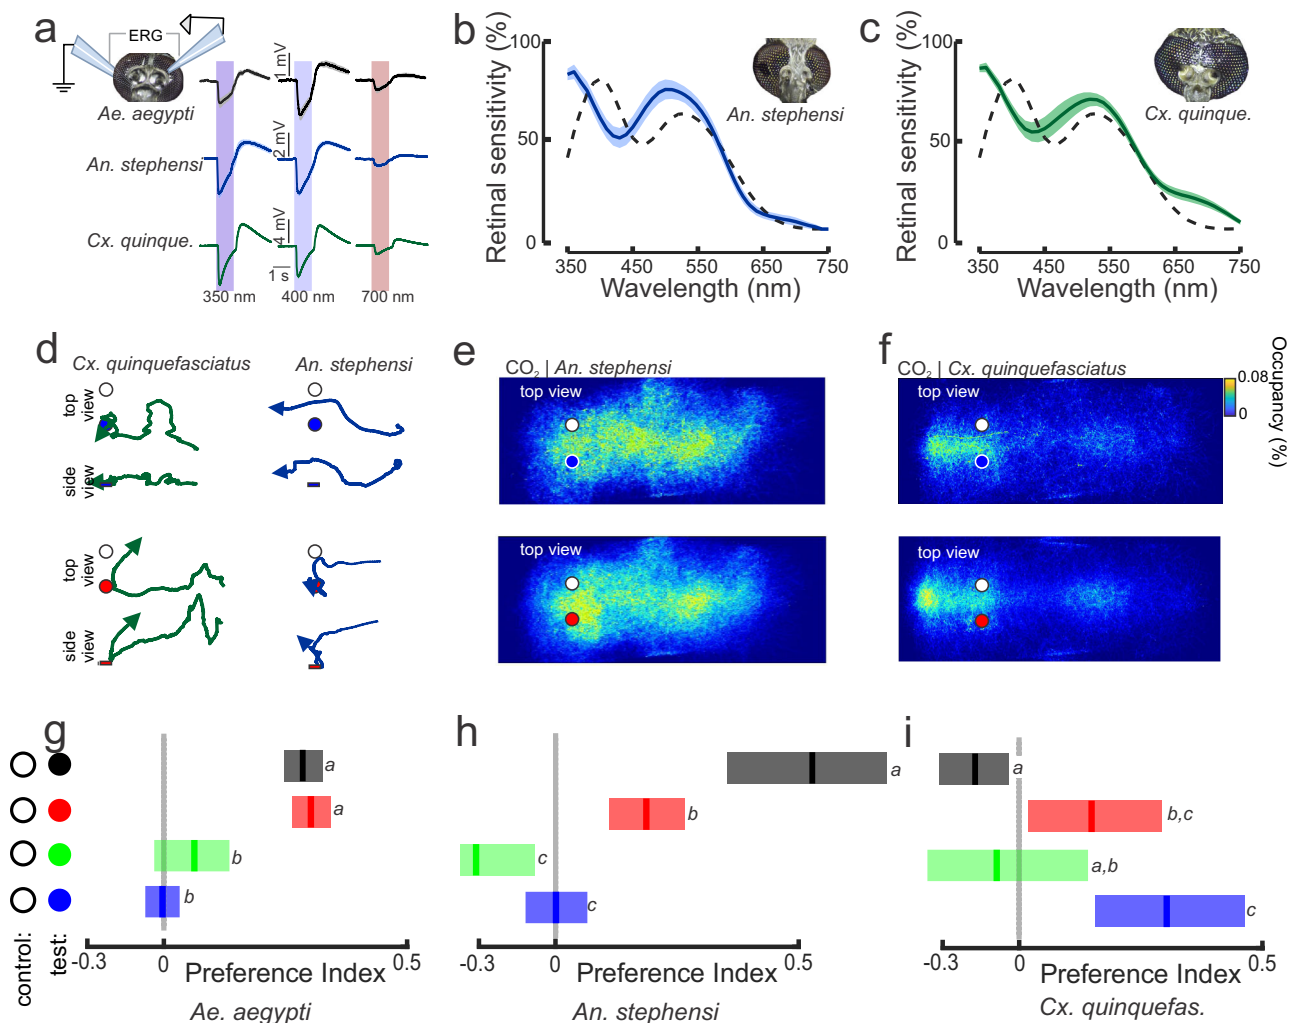 a
ERG
Ae. aegypti
An. stephensi
Cx. quinque.
1 mV
2 mV
4 mV
1 s
350 nm
400 nm
700 nm
b
Retinal sensitivity (%)
100
50
0
350
450
550
650
750
Wavelength (nm)
An. stephensi
c
Retinal sensitivity (%)
100
50
0
350
450
550
650
750
Wavelength (nm)
Cx. quinque.
d
Cx. quinquefasciatus
An. stephensi
top
view
side
view
top
view
side
view
e
CO2 | An. stephensi
top view
top view
f
CO2 | Cx. quinquefasciatus
top view
top view
0.08
0
Occupancy (%)
g
a
a
b
b
control:
test:
-0.3
0
0.5
Preference Index
Ae. aegypti
h
a
b
c
c
-0.3
0
0.5
Preference Index
An. stephensi
i
a
b,c
a,b
c
-0.3
0
0.5
Preference Index
Cx. quinquefas.